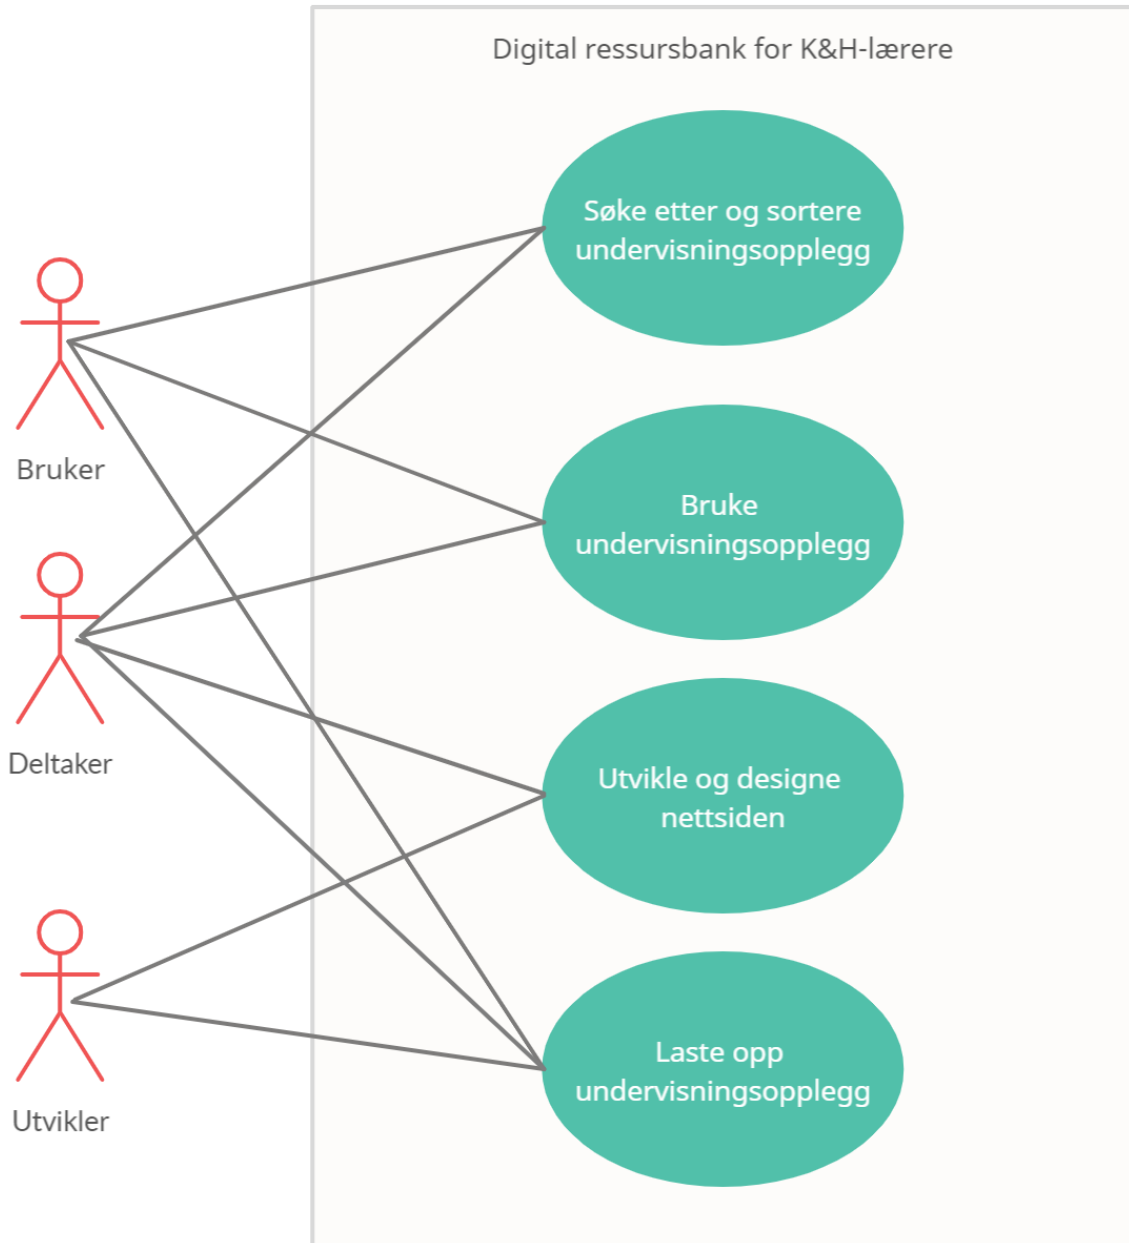 Digital ressursbank for K&H-lærere
Søke etter og sortere
undervisningsopplegg
Bruker
Bruke
undervisningsopplegg
Deltaker
Utvikle og designe
nettsiden
Utvikler
Laste opp
undervisningsopplegg